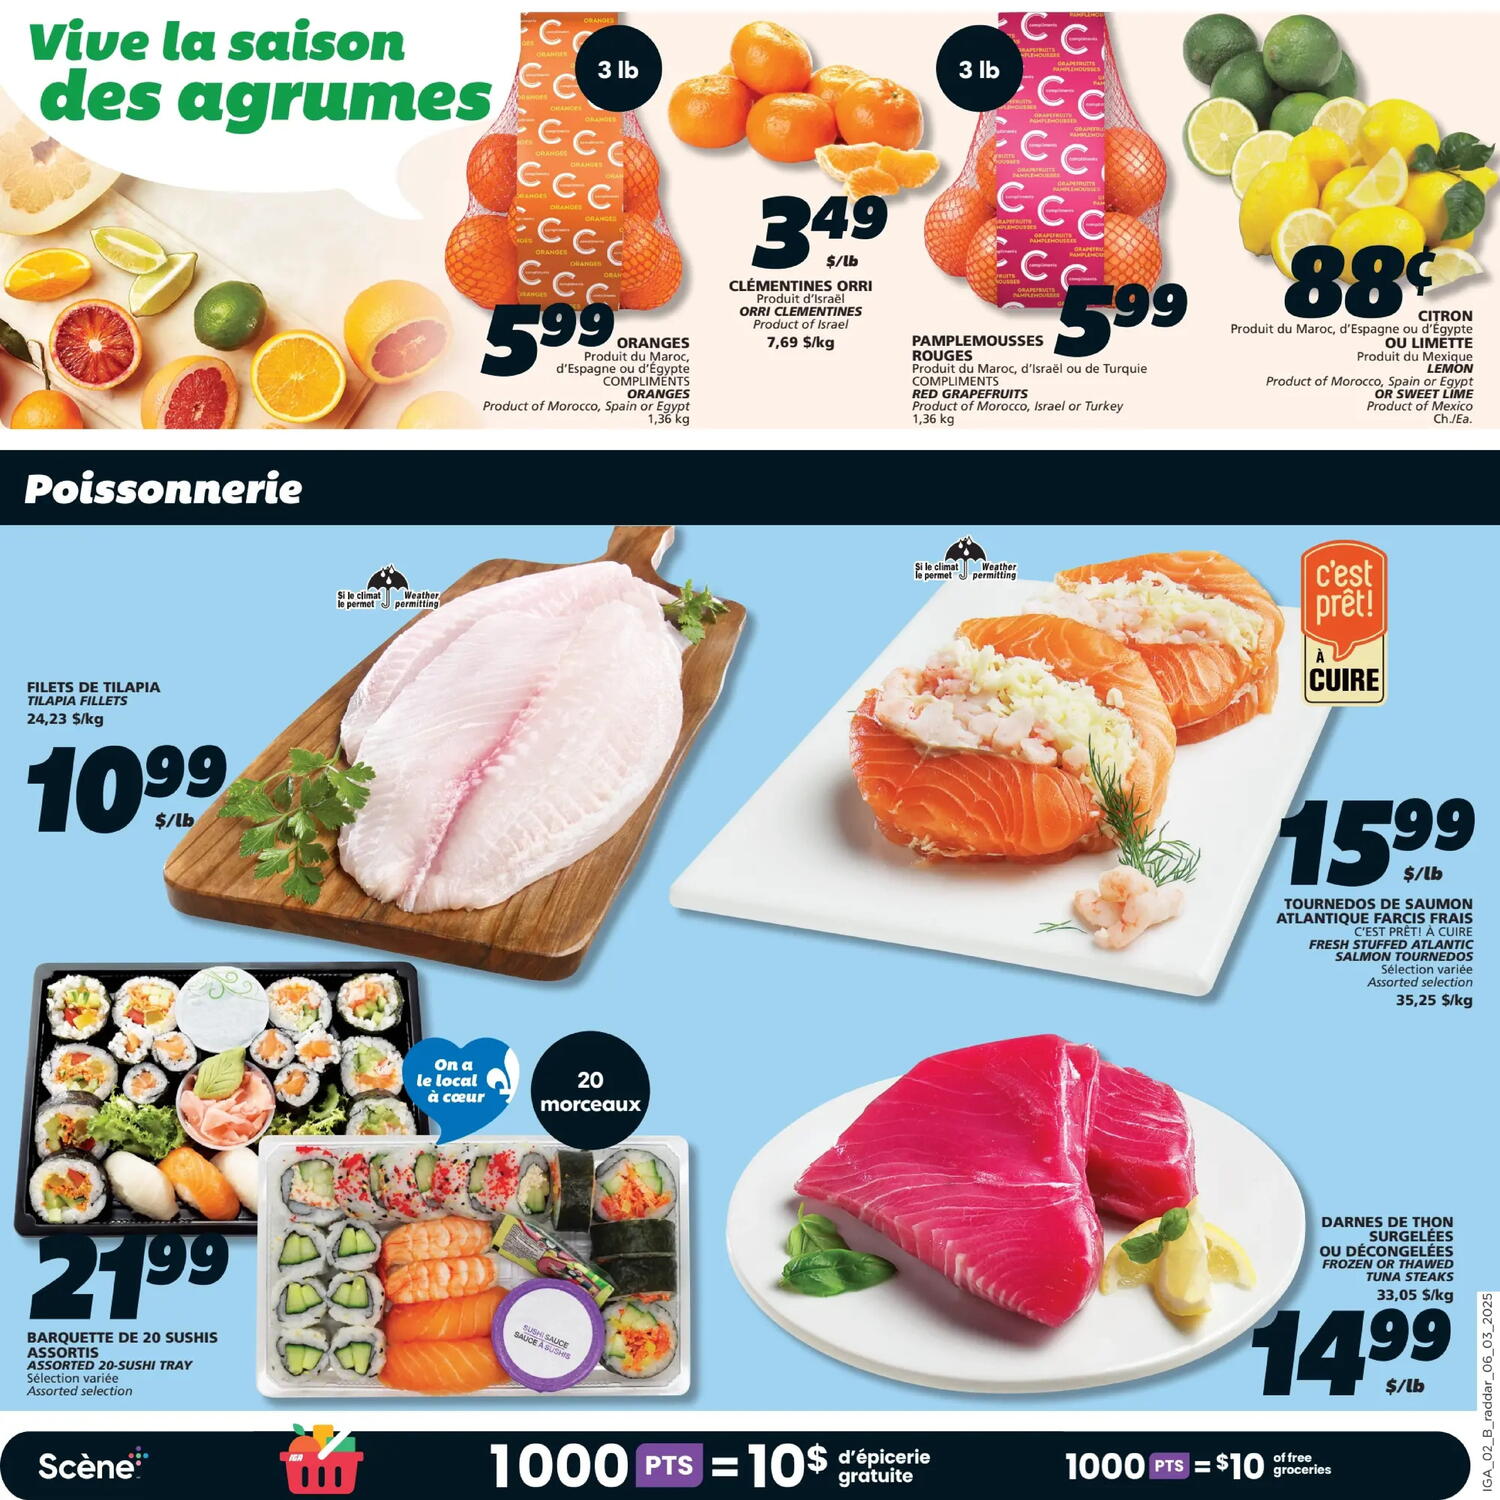 Vive la saison
des agrumes
3 lb
5.99
ORANGES
Produit du Maroc,
d'Espagne ou d'Égypte
COMPLIMENTS
ORANGES
Product of Morocco, Spain or Egypt
1,36 kg
3.49
$/lb
CLÉMENTINES ORRI
Produit d'Israël
ORRI CLEMENTINES
Product of Israel
7,69 $/kg
3 lb
5.99
PAMPLEMOUSSES
ROUGES
Produit du Maroc, d'Israël ou de Turquie
COMPLIMENTS
RED GRAPEFRUITS
Product of Morocco, Israel or Turkey
1,36 kg
88¢
CITRON
Produit du Maroc, d'Espagne ou d'Égypte
OU LIMETTE
Produit du Mexique
LEMON
Product of Morocco, Spain or Egypt
OR SWEET LIME
Product of Mexico
Ch./Ea.
Poissonnerie
Si le climat Weather
le permet permitting
FILETS DE TILAPIA
TILAPIA FILLETS
24,23 $/kg
10.99
$/lb
Si le climat Weather
le permet permitting
c'est
prêt!
À
CUIRE
15.99
$/lb
TOURNEDOS DE SAUMON
ATLANTIQUE FARCIS FRAIS
C'EST PRÊT! À CUIRE
FRESH STUFFED ATLANTIC
SALMON TOURNEDOS
Sélection variée
Assorted selection
35,25 $/kg
On a
le local
à cœur
20
morceaux
SUSHI SAUCE
SAUCE À SUSHIS
21.99
BARQUETTE DE 20 SUSHIS
ASSORTIS
ASSORTED 20-SUSHI TRAY
Sélection variée
Assorted selection
DARNES DE THON
SURGELÉES
OU DÉCONGELÉES
FROZEN OR THAWED
TUNA STEAKS
33,05 $/kg
14.99
$/lb
IGA_02_B_raddar_06_03_2025
Scène
IGA
1000 PTS = 10$ d'épicerie
gratuite
1000 PTS = $10 of free
groceries